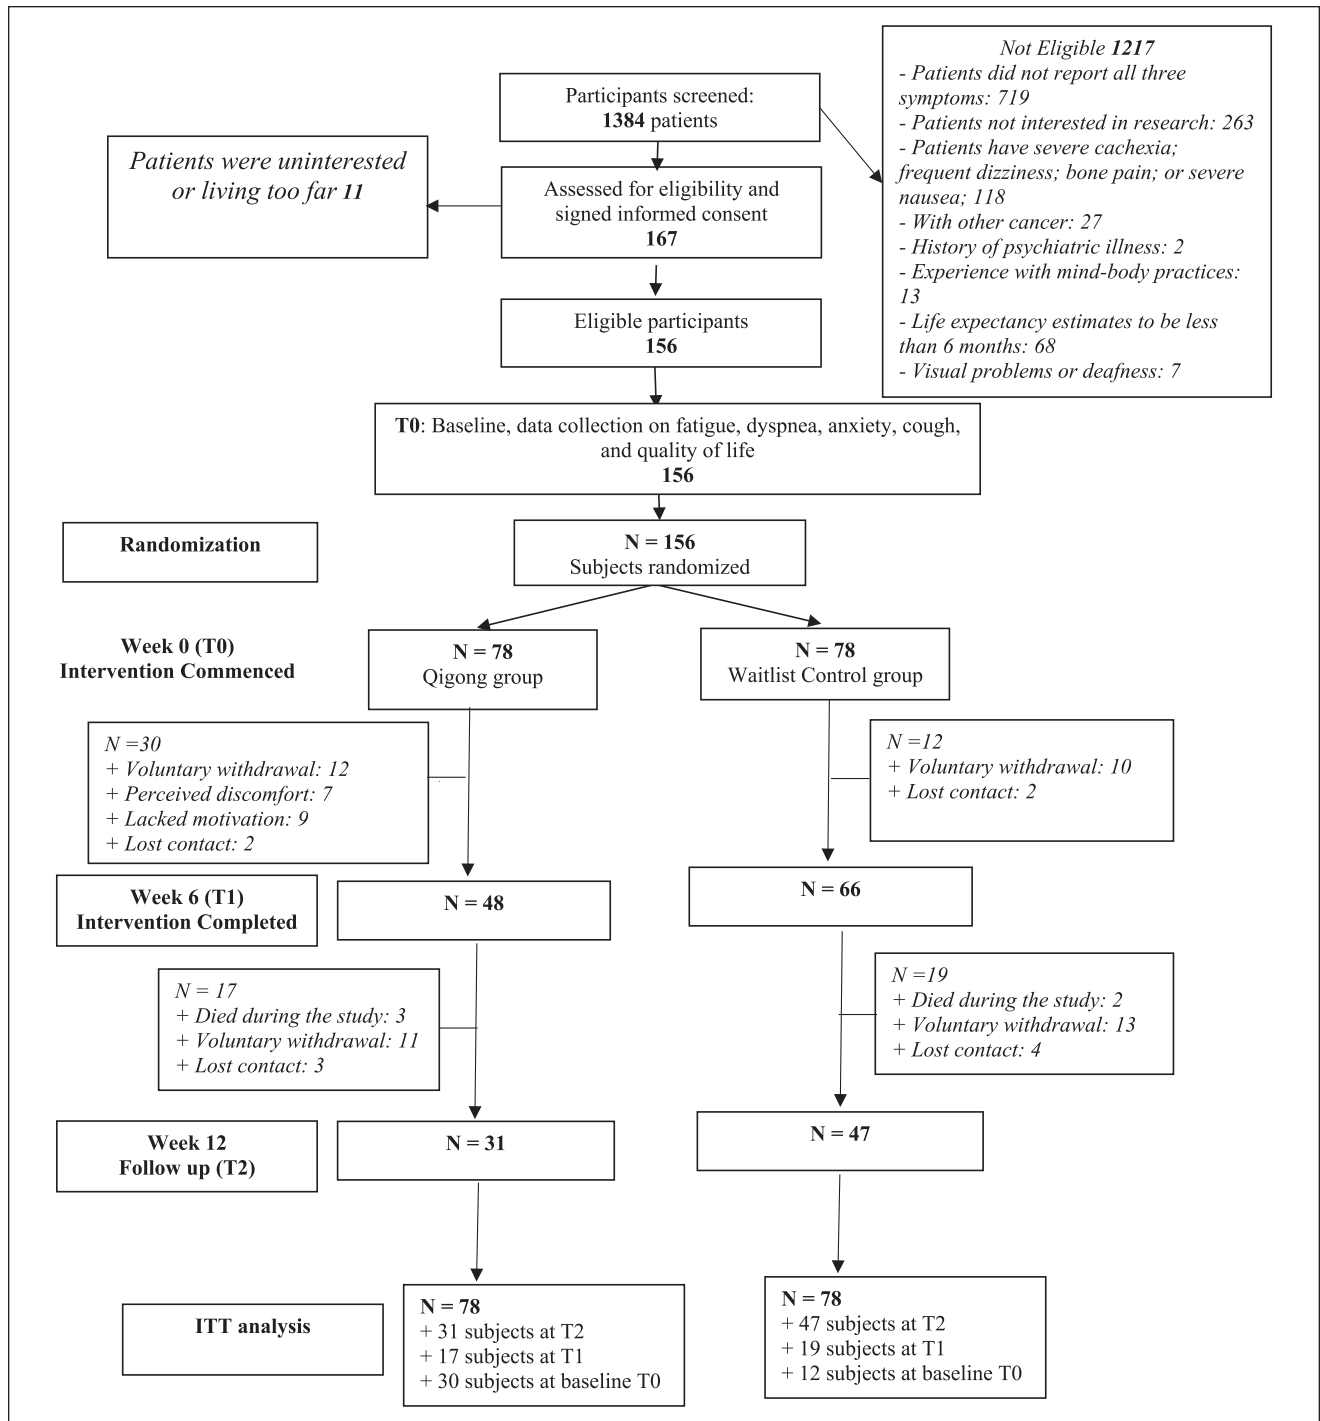 Participants screened:
1384 patients
Not Eligible 1217
- Patients did not report all three
symptoms: 719
- Patients not interested in research: 263
- Patients have severe cachexia;
frequent dizziness; bone pain; or severe
nausea; 118
- With other cancer: 27
- History of psychiatric illness: 2
- Experience with mind-body practices:
13
- Life expectancy estimates to be less
than 6 months: 68
- Visual problems or deafness: 7
Patients were uninterested
or living too far 11
Assessed for eligibility and
signed informed consent
167
Eligible participants
156
T0: Baseline, data collection on fatigue, dyspnea, anxiety, cough,
and quality of life
156
Randomization
N = 156
Subjects randomized
Week 0 (T0)
Intervention Commenced
N = 78
Qigong group
N = 78
Waitlist Control group
N =30
+ Voluntary withdrawal: 12
+ Perceived discomfort: 7
+ Lacked motivation: 9
+ Lost contact: 2
N =12
+ Voluntary withdrawal: 10
+ Lost contact: 2
Week 6 (T1)
Intervention Completed
N = 48
N = 66
N = 17
+ Died during the study: 3
+ Voluntary withdrawal: 11
+ Lost contact: 3
N =19
+ Died during the study: 2
+ Voluntary withdrawal: 13
+ Lost contact: 4
Week 12
Follow up (T2)
N = 31
N = 47
ITT analysis
N = 78
+ 31 subjects at T2
+ 17 subjects at T1
+ 30 subjects at baseline T0
N = 78
+ 47 subjects at T2
+ 19 subjects at T1
+ 12 subjects at baseline T0